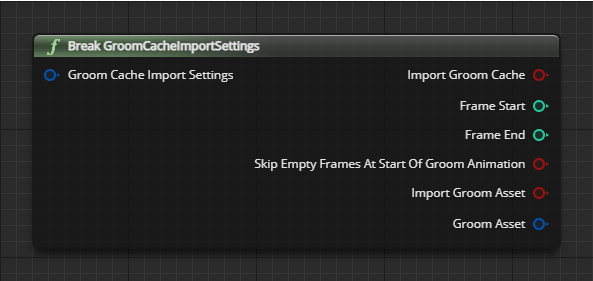 Break GroomCacheImportSettings
Groom Cache Import Settings
Import Groom Cache
Frame Start
Frame End
Skip Empty Frames At Start Of Groom Animation
Import Groom Asset
Groom Asset